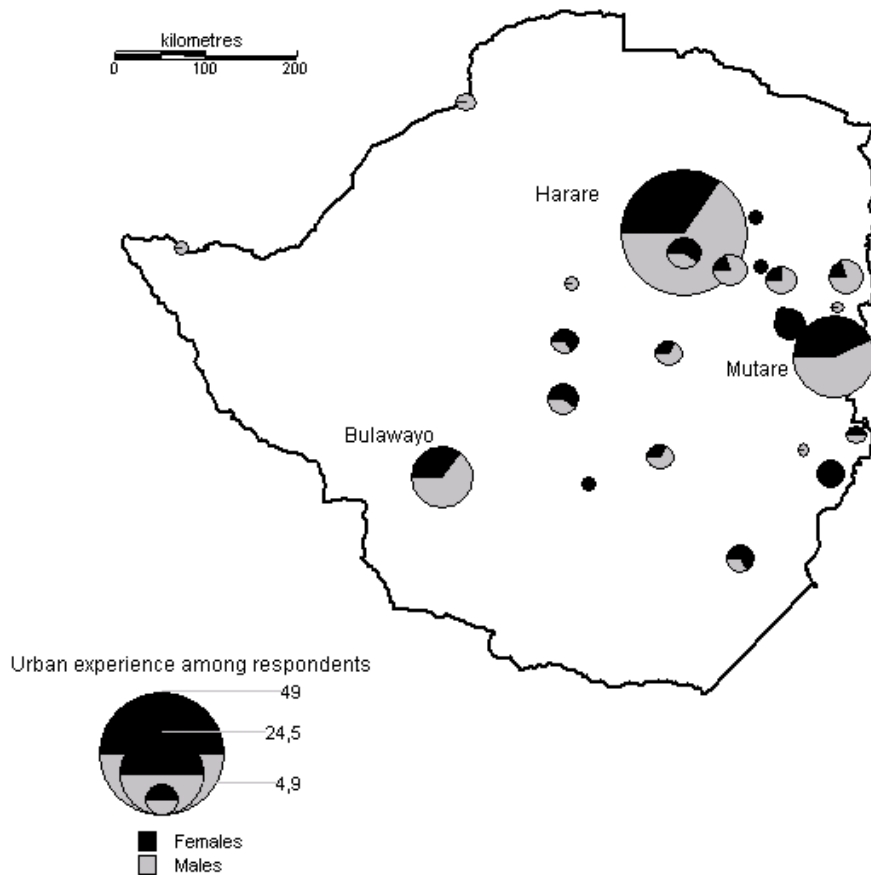 kilometres
0 100 200
Harare
Mutare
Bulawayo
Urban experience among respondents
49
24,5
4,9
Females
Males